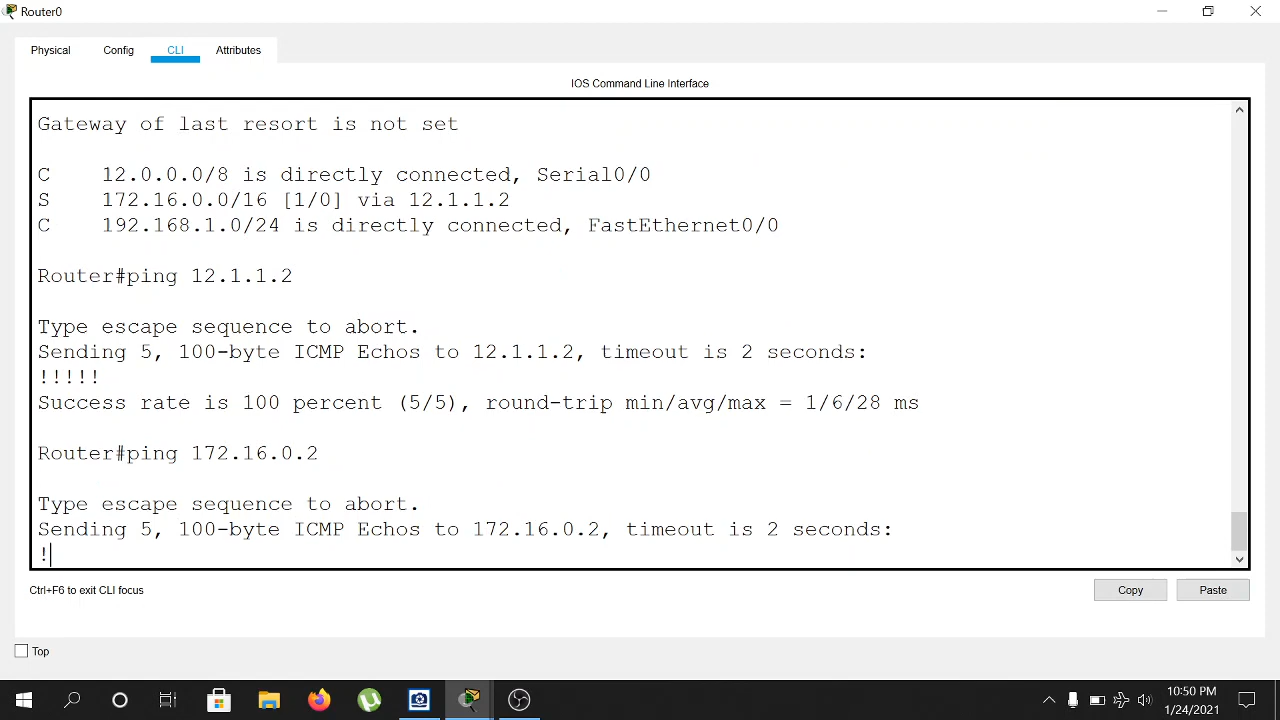 Router0
Physical Config CLI Attributes
IOS Command Line Interface
Gateway of last resort is not set
C 12.0.0.0/8 is directly connected, Serial0/0
S 172.16.0.0/16 [1/0] via 12.1.1.2
C 192.168.1.0/24 is directly connected, FastEthernet0/0
Router#ping 12.1.1.2
Type escape sequence to abort.
Sending 5, 100-byte ICMP Echos to 12.1.1.2, timeout is 2 seconds:
!!!!!
Success rate is 100 percent (5/5), round-trip min/avg/max = 1/6/28 ms
Router#ping 172.16.0.2
Type escape sequence to abort.
Sending 5, 100-byte ICMP Echos to 172.16.0.2, timeout is 2 seconds:
!
Ctrl+F6 to exit CLI focus
Copy Paste
Top
10:50 PM
1/24/2021